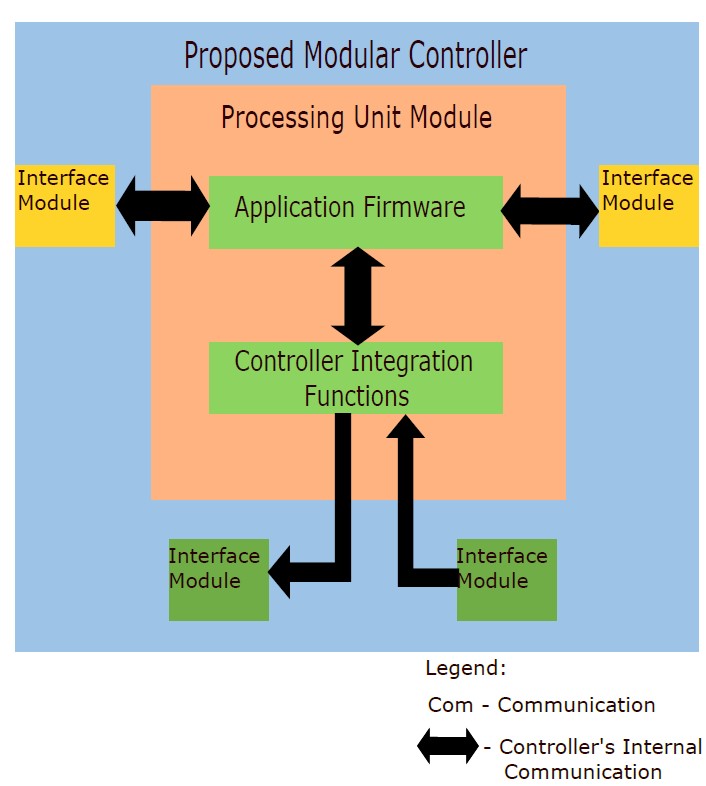 Proposed Modular Controller
Processing Unit Module
Interface
Module
Application Firmware
Interface
Module
Controller Integration
Functions
Interface
Module
Interface
Module
Legend:
Com - Communication
- Controller's Internal
Communication